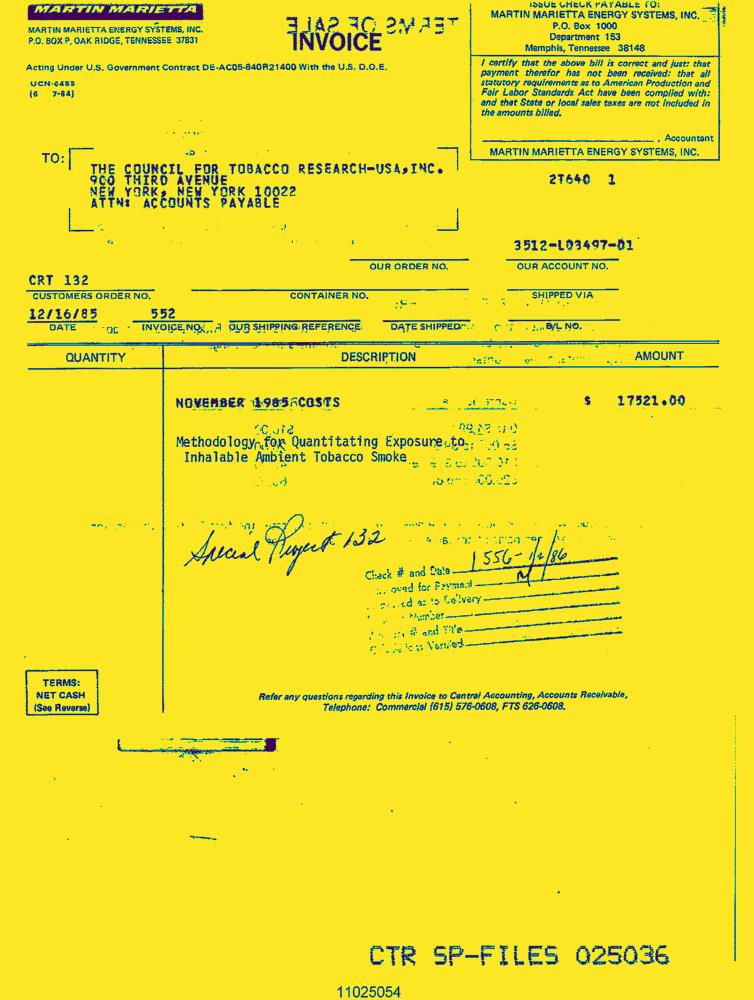 MARTIN MARIETTA
MARTIN MARIETTA ENERGY SYSTEMS, INC.
P.O. BOX P, OAK RIDGE, TENNESSEE 37831
TERMS OF SALE
INVOICE
ISSUE CHECK PAYABLE TO:
MARTIN MARIETTA ENERGY SYSTEMS, INC.
P.O. Box 1000
Department 153
Memphis, Tennessee 38148
Acting Under U.S. Government Contract DE-AC05-840R21400 With the U.S. D.O.E.
UCN-6453
(6 7-84)
I certify that the above bill is correct and just: that
payment therefor has not been received: that all
statutory requirements as to American Production and
Fair Labor Standards Act have been complied with:
and that State or local sales taxes are not included in
the amounts billed.
, Accountant
MARTIN MARIETTA ENERGY SYSTEMS, INC.
TO:
THE COUNCIL FOR TOBACCO RESEARCH-USA,INC.
900 THIRD AVENUE
NEW YORK, NEW YORK 10022
ATTN: ACCOUNTS PAYABLE
2T640 1
3512-L03497-01
OUR ORDER NO. OUR ACCOUNT NO.
CRT 132
CUSTOMERS ORDER NO. CONTAINER NO. SHIPPED VIA
12/16/85 552
DATE INVOICE NO. OUR SHIPPING REFERENCE DATE SHIPPED B/L NO.
QUANTITY DESCRIPTION AMOUNT
NOVEMBER 1985 COSTS $ 17521.00
Methodology for Quantitating Exposure to
Inhalable Ambient Tobacco Smoke
Special Project 132
Check # and Date 1556-
oved for Payment
Delivery
Number
and Title
Verified
TERMS:
NET CASH
(See Reverse)
Refer any questions regarding this Invoice to Central Accounting, Accounts Receivable,
Telephone: Commercial (615) 576-0608, FTS 626-0608.
CTR SP-FILES 025036
11025054